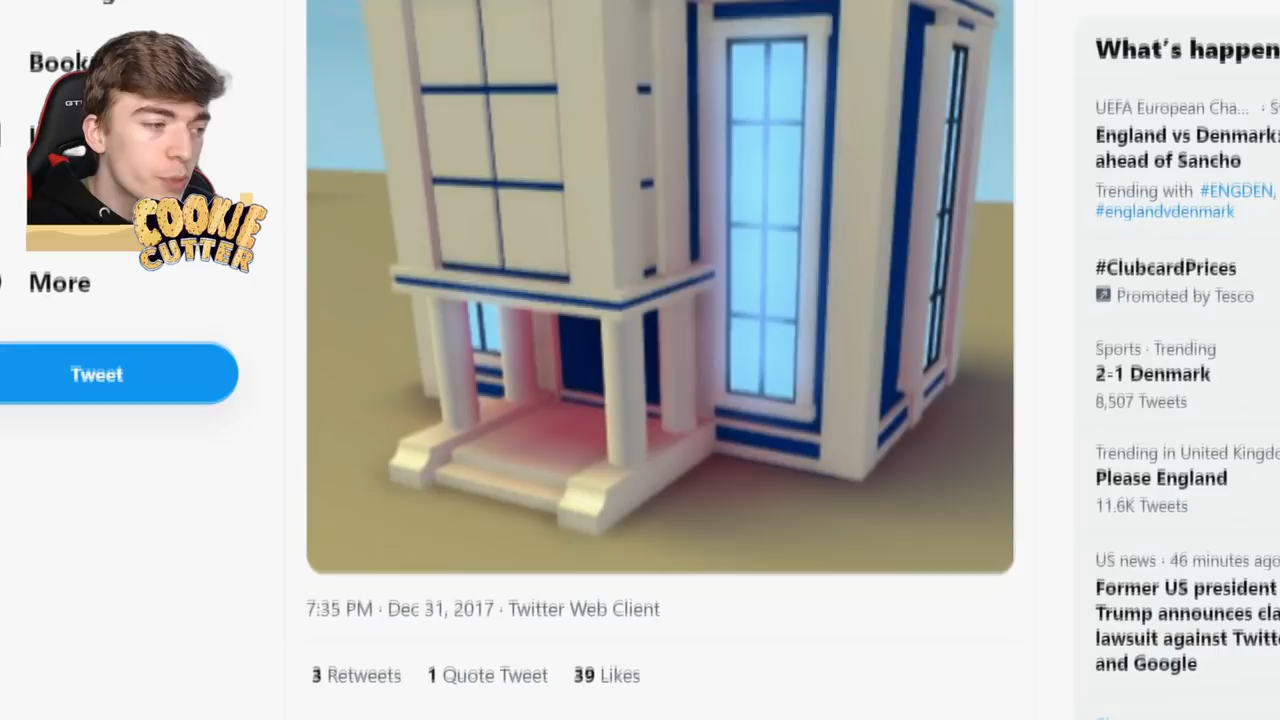 Book
GT
COOKIE
CUTTER
More
Tweet
7:35 PM · Dec 31, 2017 · Twitter Web Client
3 Retweets 1 Quote Tweet 39 Likes
What's happen
UEFA European Cha... · S
England vs Denmark:
ahead of Sancho
Trending with #ENGDEN,
#englandvdenmark
#ClubcardPrices
Promoted by Tesco
Sports · Trending
2-1 Denmark
8,507 Tweets
Trending in United Kingdo
Please England
11.6K Tweets
US news · 46 minutes ago
Former US president
Trump announces cla
lawsuit against Twitte
and Google